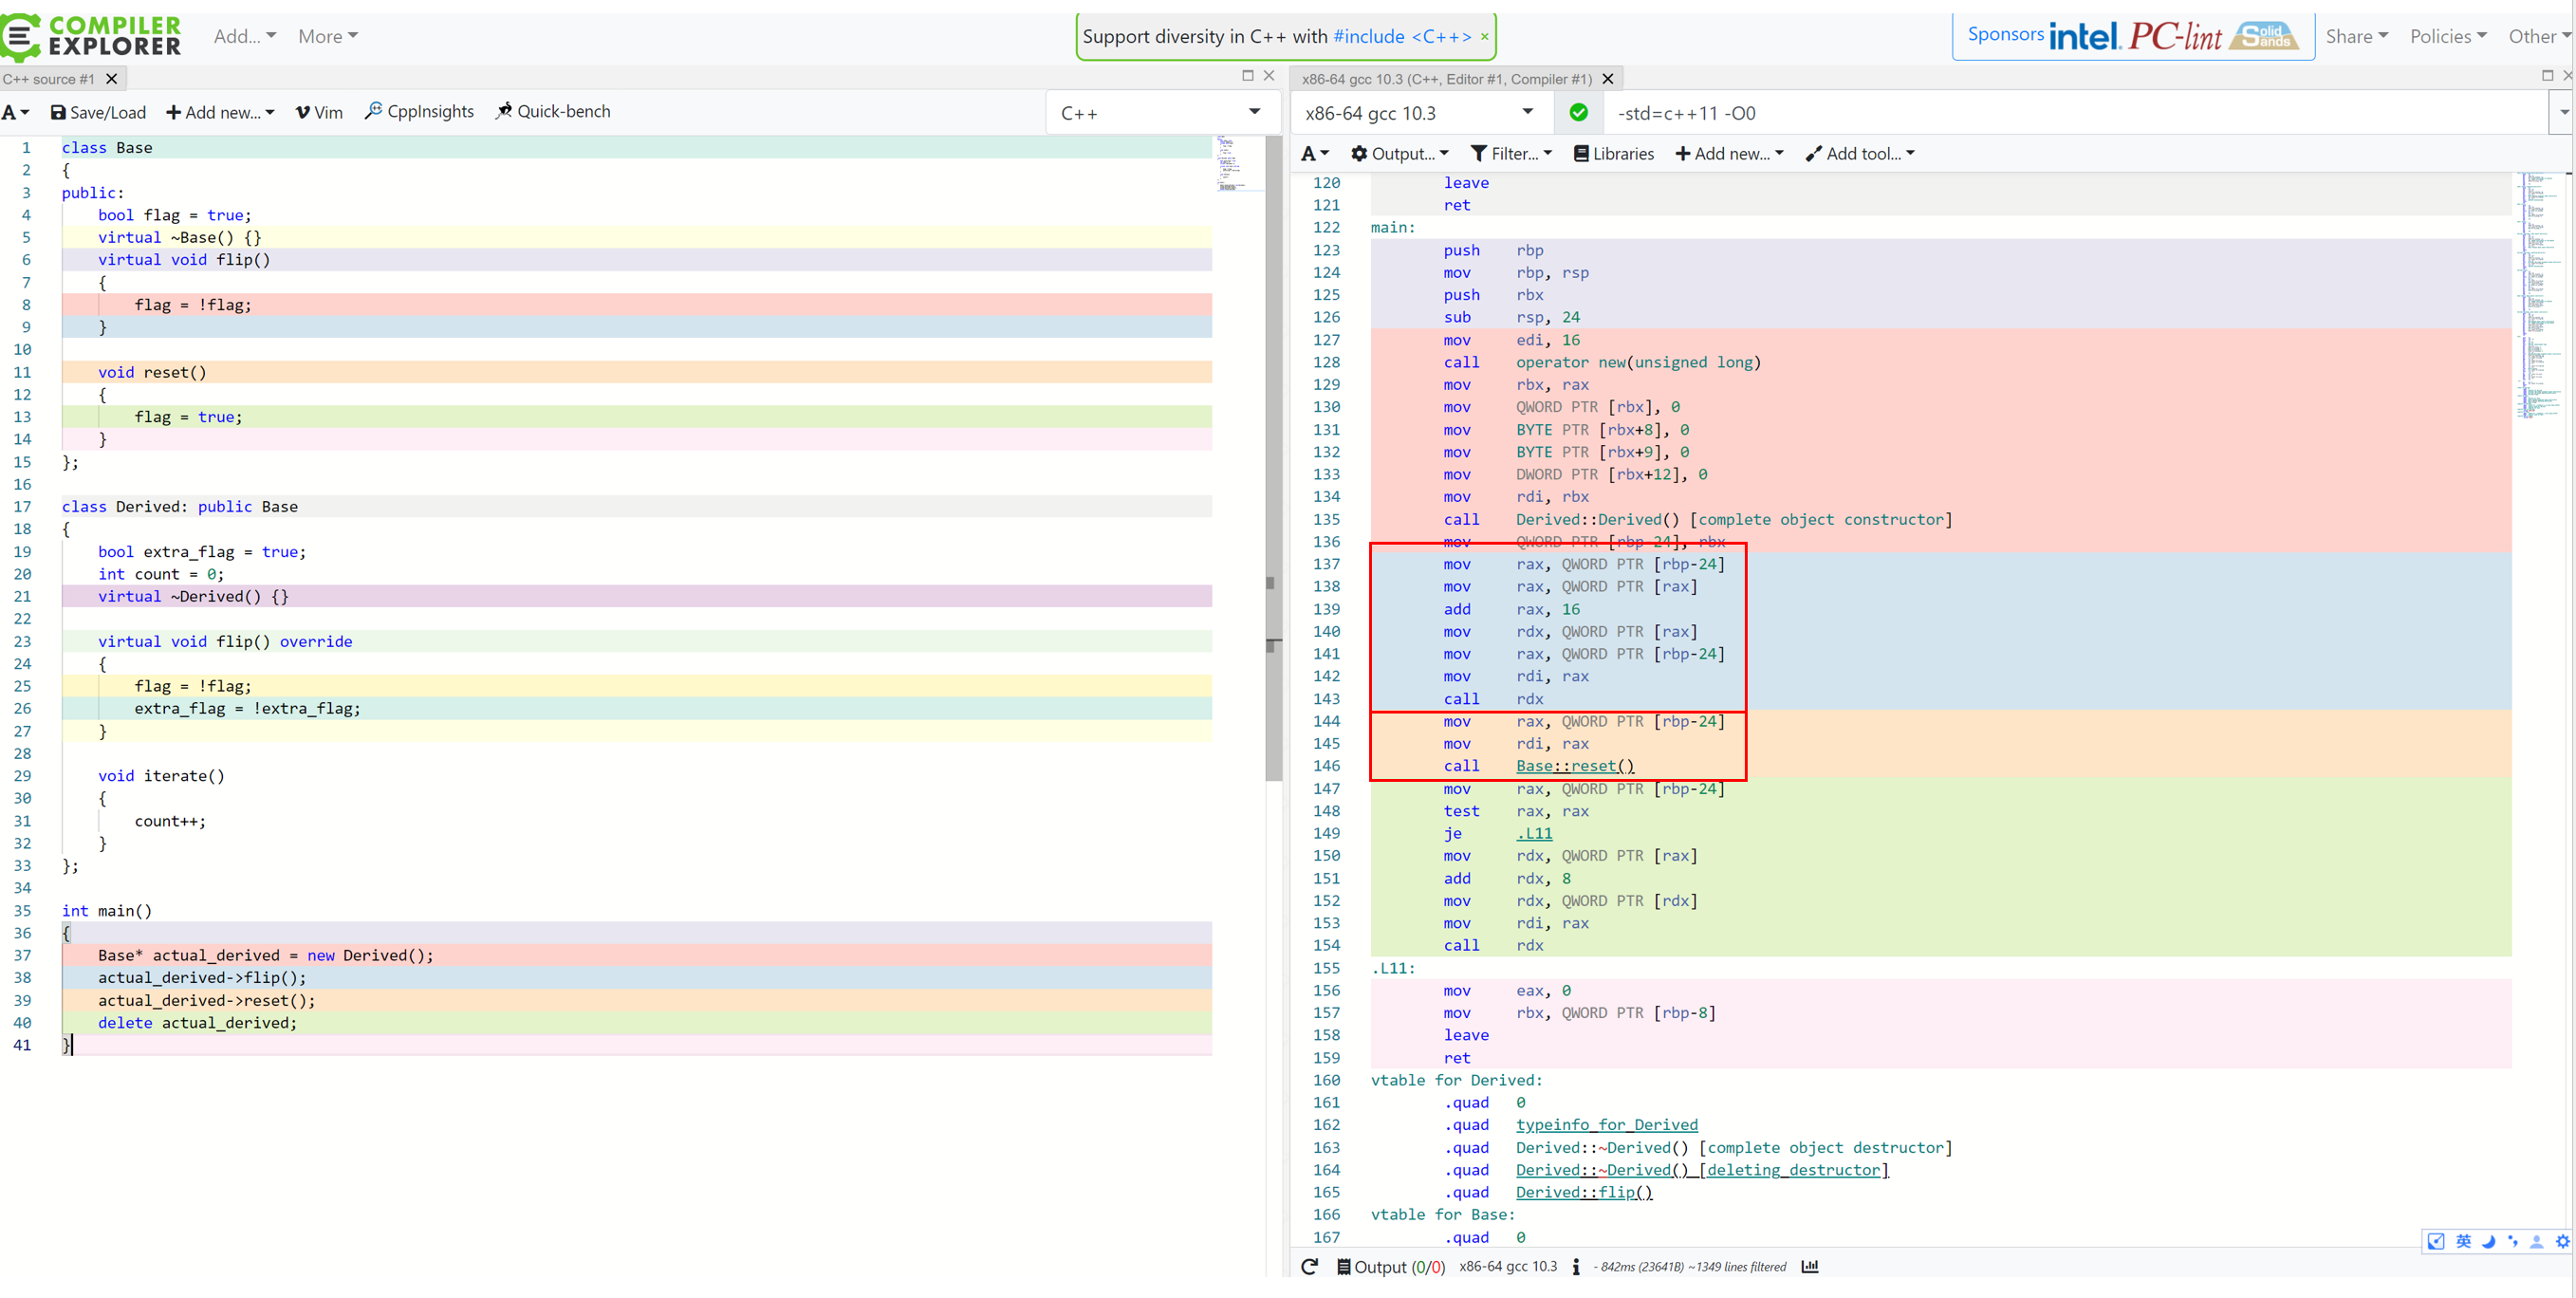 COMPILER
EXPLORER
Add...
More
Support diversity in C++ with #include <C++> ×
Sponsors intel. PC-lint Solid Sands
Share
Policies
Other
C++ source #1
A
Save/Load
Add new...
Vim
CppInsights
Quick-bench
C++
1 class Base
2 {
3 public:
4 bool flag = true;
5 virtual ~Base() {}
6 virtual void flip()
7 {
8 flag = !flag;
9 }
10
11 void reset()
12 {
13 flag = true;
14 }
15 };
16
17 class Derived: public Base
18 {
19 bool extra_flag = true;
20 int count = 0;
21 virtual ~Derived() {}
22
23 virtual void flip() override
24 {
25 flag = !flag;
26 extra_flag = !extra_flag;
27 }
28
29 void iterate()
30 {
31 count++;
32 }
33 };
34
35 int main()
36 {
37 Base* actual_derived = new Derived();
38 actual_derived->flip();
39 actual_derived->reset();
40 delete actual_derived;
41 }
x86-64 gcc 10.3 (C++, Editor #1, Compiler #1)
x86-64 gcc 10.3
-std=c++11 -O0
A
Output...
Filter...
Libraries
Add new...
Add tool...
120 leave
121 ret
122 main:
123 push rbp
124 mov rbp, rsp
125 push rbx
126 sub rsp, 24
127 mov edi, 16
128 call operator new(unsigned long)
129 mov rbx, rax
130 mov QWORD PTR [rbx], 0
131 mov BYTE PTR [rbx+8], 0
132 mov BYTE PTR [rbx+9], 0
133 mov DWORD PTR [rbx+12], 0
134 mov rdi, rbx
135 call Derived::Derived() [complete object constructor]
136 mov QWORD PTR [rbp-24], rbx
137 mov rax, QWORD PTR [rbp-24]
138 mov rax, QWORD PTR [rax]
139 add rax, 16
140 mov rdx, QWORD PTR [rax]
141 mov rax, QWORD PTR [rbp-24]
142 mov rdi, rax
143 call rdx
144 mov rax, QWORD PTR [rbp-24]
145 mov rdi, rax
146 call Base::reset()
147 mov rax, QWORD PTR [rbp-24]
148 test rax, rax
149 je .L11
150 mov rdx, QWORD PTR [rax]
151 add rdx, 8
152 mov rdx, QWORD PTR [rdx]
153 mov rdi, rax
154 call rdx
155 .L11:
156 mov eax, 0
157 mov rbx, QWORD PTR [rbp-8]
158 leave
159 ret
160 vtable for Derived:
161 .quad 0
162 .quad typeinfo for Derived
163 .quad Derived::~Derived() [complete object destructor]
164 .quad Derived::~Derived() [deleting destructor]
165 .quad Derived::flip()
166 vtable for Base:
167 .quad 0
英
Output (0/0) x86-64 gcc 10.3 i - 842ms (23641B) ~1349 lines filtered